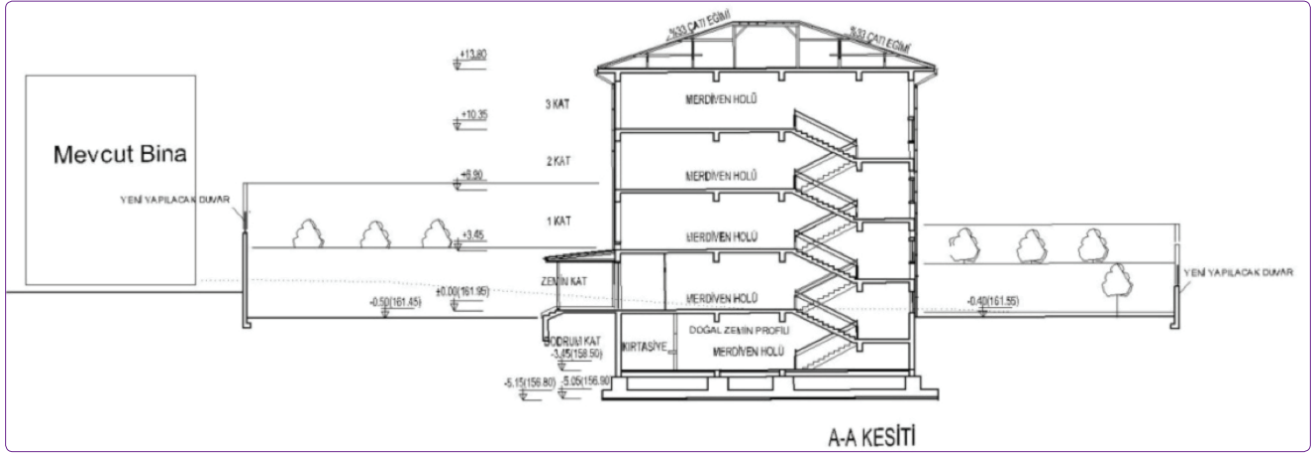 %33 ÇATI EĞİMİ
%33 ÇATI EĞİMİ
+13.80
3 KAT
MERDİVEN HOLÜ
+10.35
Mevcut Bina
2 KAT
+6.90
MERDİVEN HOLÜ
YENİ YAPILACAK DUVAR
1 KAT
+3.45
MERDİVEN HOLÜ
ZEMİN KAT
YENİ YAPILACAK DUVAR
±0.00(161.95)
-0.50(161.45)
MERDİVEN HOLÜ
-0.40(161.55)
DOĞAL ZEMİN PROFİLİ
BODRUM KAT
KIRTASİYE
MERDİVEN HOLÜ
-3.45(158.50)
-5.15(156.80)
-5.05(156.90)
A-A KESİTİ